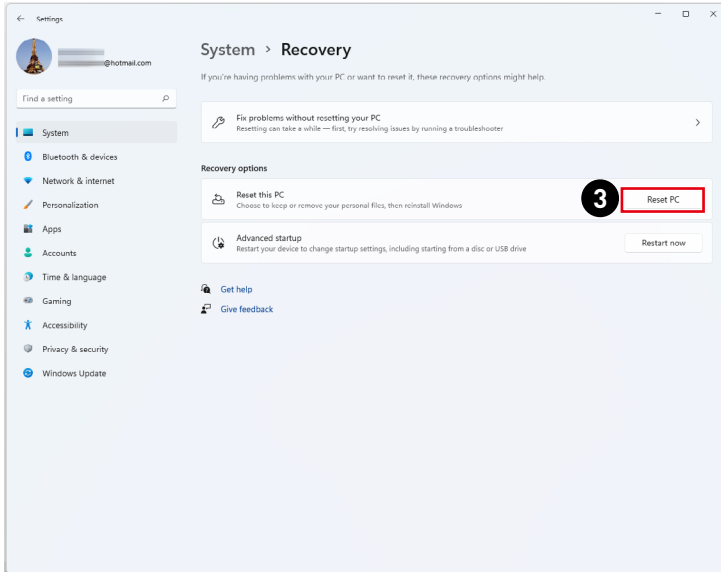 Settings
@hotmail.com
Find a setting
System
Bluetooth & devices
Network & internet
Personalization
Apps
Accounts
Time & language
Gaming
Accessibility
Privacy & security
Windows Update
System > Recovery
If you're having problems with your PC or want to reset it, these recovery options might help.
Fix problems without resetting your PC
Resetting can take a while — first, try resolving issues by running a troubleshooter
Recovery options
Reset this PC
Choose to keep or remove your personal files, then reinstall Windows
3
Reset PC
Advanced startup
Restart your device to change startup settings, including starting from a disc or USB drive
Restart now
Get help
Give feedback